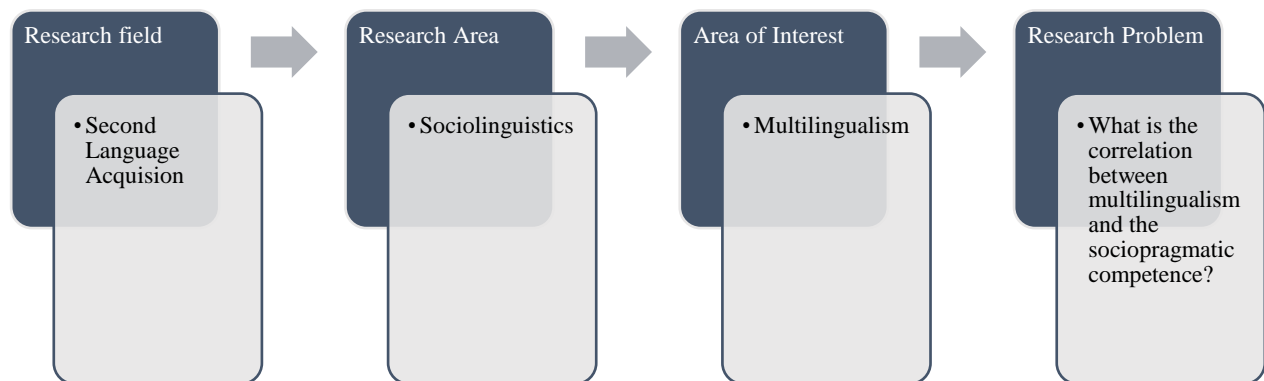 Research field
• Second
Language
Acquision
Research Area
• Sociolinguistics
Area of Interest
• Multilingualism
Research Problem
• What is the
correlation
between
multilingualism
and the
sociopragmatic
competence?